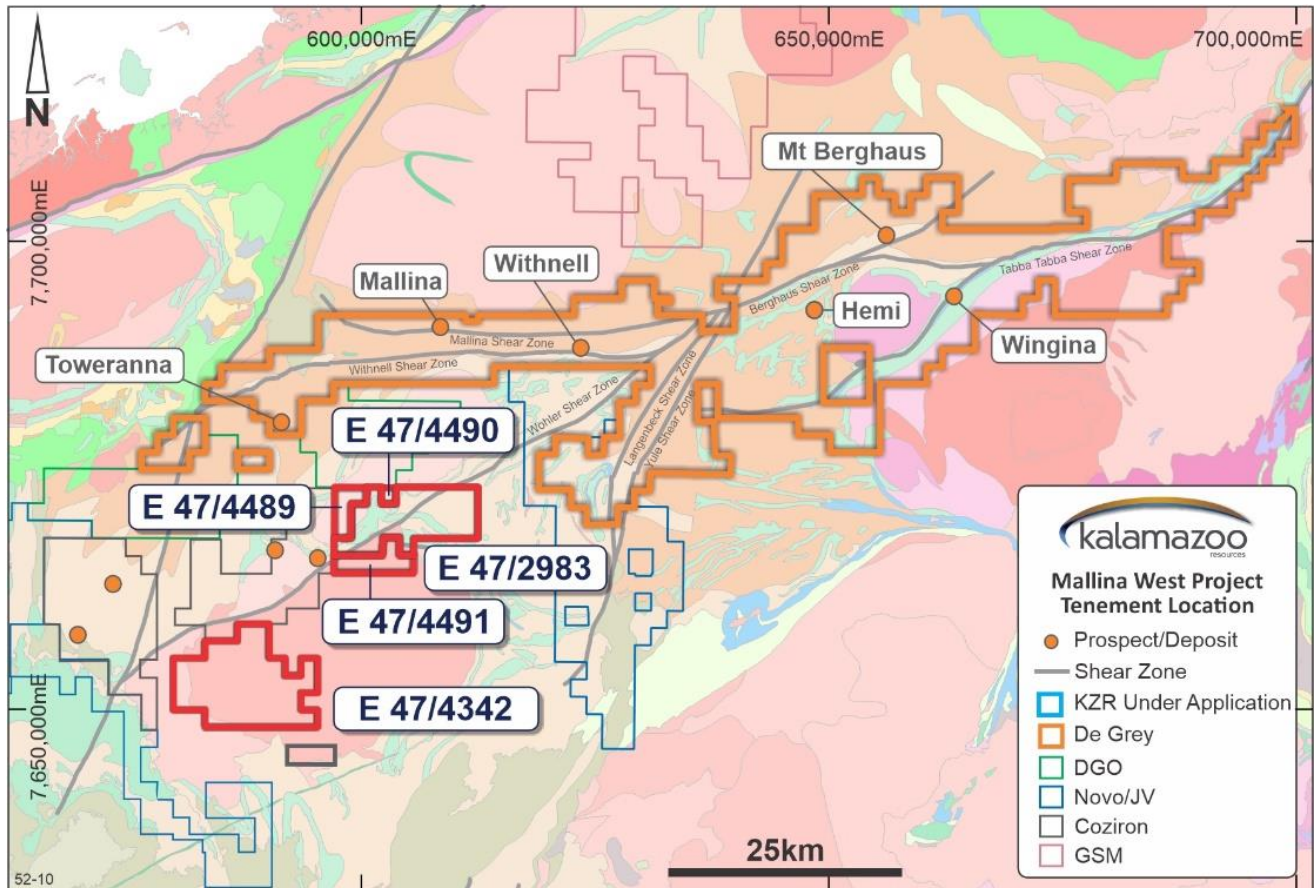 600,000mE
650,000mE
700,000mE
N
Mt Berghaus
7,700,000mE
Withnell
Mallina
Tabba Tabba Shear Zone
Berghaus Shear Zone
Hemi
Wingina
Mallina Shear Zone
Toweranna
Withnell Shear Zone
Wohler Shear Zone
Langenbeck Shear Zone
Yule Shear Zone
E 47/4490
E 47/4489
E 47/2983
E 47/4491
E 47/4342
7,650,000mE
25km
52-10
kalamazoo
resources
Mallina West Project
Tenement Location
Prospect/Deposit
Shear Zone
KZR Under Application
De Grey
DGO
Novo/JV
Coziron
GSM